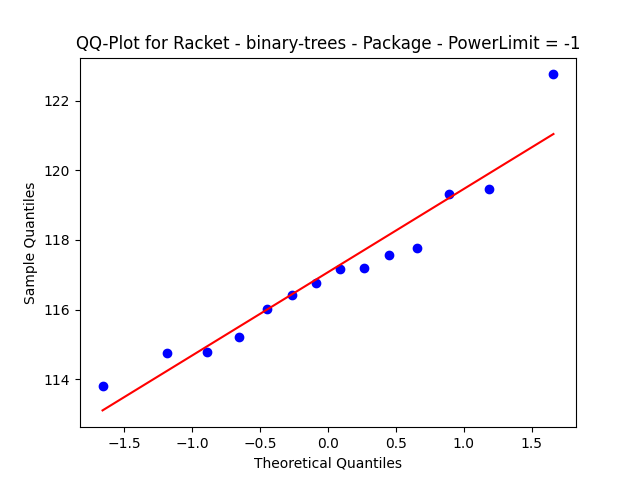 QQ-Plot for Racket - binary-trees - Package - PowerLimit = -1
122
120
118
116
114
Sample Quantiles
−1.5 −1.0 −0.5 0.0 0.5 1.0 1.5
Theoretical Quantiles